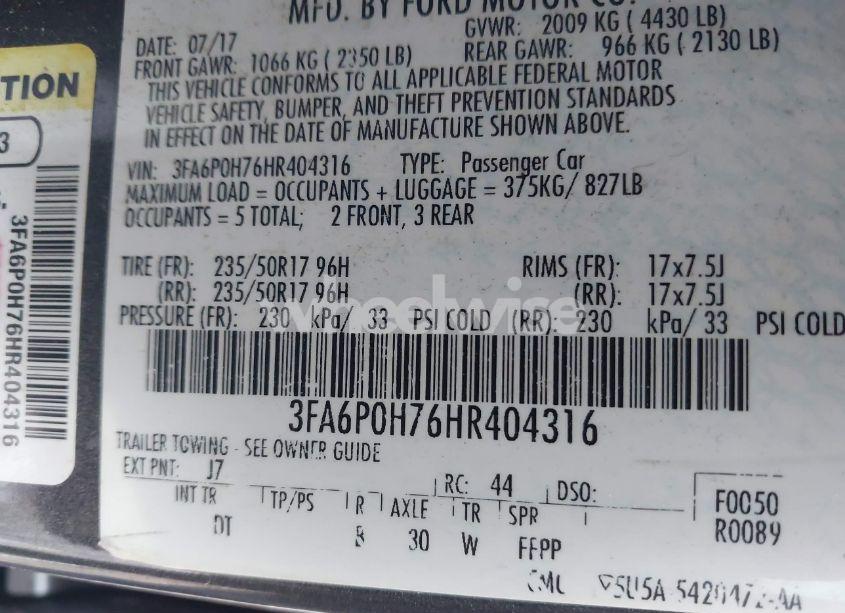 MFD. BY FORD MOTOR CO.
DATE: 07/17 GVWR: 2009 KG ( 4430 LB)
FRONT GAWR: 1066 KG ( 2350 LB) REAR GAWR: 966 KG ( 2130 LB)
THIS VEHICLE CONFORMS TO ALL APPLICABLE FEDERAL MOTOR
VEHICLE SAFETY, BUMPER, AND THEFT PREVENTION STANDARDS
IN EFFECT ON THE DATE OF MANUFACTURE SHOWN ABOVE.
VIN: 3FA6P0H76HR404316 TYPE: Passenger Car
MAXIMUM LOAD = OCCUPANTS + LUGGAGE = 375KG/ 827LB
OCCUPANTS = 5 TOTAL; 2 FRONT, 3 REAR
TIRE (FR): 235/50R17 96H RIMS (FR): 17x7.5J
(RR): 235/50R17 96H (RR): 17x7.5J
PRESSURE (FR): 230 kPa/ 33 PSI COLD (RR): 230 kPa/ 33 PSI COLD
3FA6P0H76HR404316
TRAILER TOWING - SEE OWNER GUIDE
EXT PNT: J7 RC: 44 DSO:
INT TR TP/PS R AXLE TR SPR
DT B 30 W FFPP
F0050
R0089
TION
3
3FA6P0H76HR404316
wheelwise